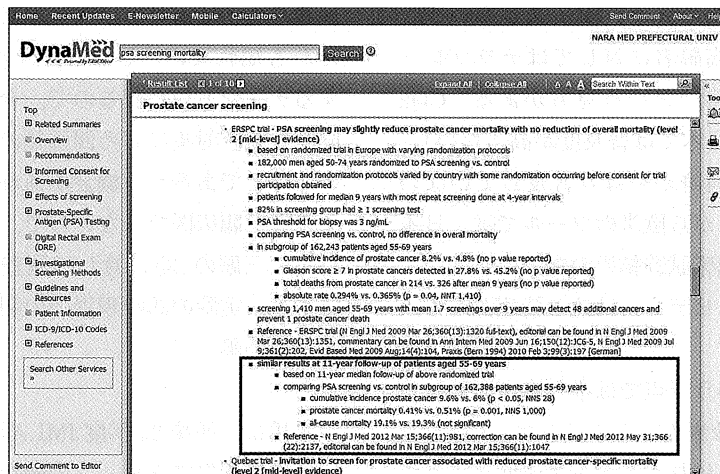 Home Recent Updates E-Newsletter Mobile Calculators
Send Comment About
NARA MED PREFECTURAL UNIV
DynaMed
psa screening mortality
Search
Result List 1 of 10
Expand All Collapse All A A A Search Within Text
Prostate cancer screening
Top
Related Summaries
Overview
Recommendations
Informed Consent for
Screening
Effects of screening
Prostate-Specific
Antigen (PSA) Testing
Digital Rectal Exam
(DRE)
Investigational
Screening Methods
Guidelines and
Resources
Patient Information
ICD-9/ICD-10 Codes
References
Search Other Services
»
Send Comment to Editor
ERSPC trial - PSA screening may slightly reduce prostate cancer mortality with no reduction of overall mortality (level
2 [mid-level] evidence)
based on randomized trial in Europe with varying randomization protocols
182,000 men aged 50-74 years randomized to PSA screening vs. control
recruitment and randomization protocols varied by country with some randomization occurring before consent for trial
participation obtained
patients followed for median 9 years with most repeat screening done at 4-year intervals
82% in screening group had ≥ 1 screening test
PSA threshold for biopsy was 3 ng/mL
comparing PSA screening vs. control, no difference in overall mortality
in subgroup of 162,243 patients aged 55-69 years
cumulative incidence of prostate cancer 8.2% vs. 4.8% (no p value reported)
Gleason score ≥ 7 in prostate cancers detected in 27.8% vs. 45.2% (no p value reported)
total deaths from prostate cancer in 214 vs. 326 after mean 9 years (no p value reported)
absolute rate 0.294% vs. 0.365% (p = 0.04, NNT 1,410)
screening 1,410 men aged 55-69 years with mean 1.7 screenings over 9 years may detect 48 additional cancers and
prevent 1 prostate cancer death
Reference - ERSPC trial (N Engl J Med 2009 Mar 26;360(13):1320 full-text), editorial can be found in N Engl J Med 2009
Mar 26;360(13):1351, commentary can be found in Ann Intern Med 2009 Jun 16;150(12):JC6-5, N Engl J Med 2009 Jul
9;361(2):202, Evid Based Med 2009 Aug;14(4):104, Praxis (Bern 1994) 2010 Feb 3;99(3):197 [German]
similar results at 11-year follow-up of patients aged 55-69 years
based on 11-year median follow-up of above randomized trial
comparing PSA screening vs. control in subgroup of 162,388 patients aged 55-69 years
cumulative incidence prostate cancer 9.6% vs. 6% (p < 0.05, NNS 28)
prostate cancer mortality 0.41% vs. 0.51% (p = 0.001, NNS 1,000)
all-cause mortality 19.1% vs. 19.3% (not significant)
Reference - N Engl J Med 2012 Mar 15;366(11):981, correction can be found in N Engl J Med 2012 May 31;366
(22):2137, editorial can be found in N Engl J Med 2012 Mar 15;366(11):1047
Quebec trial - invitation to screen for prostate cancer associated with reduced prostate cancer-specific mortality
(level 2 [mid-level] evidence)